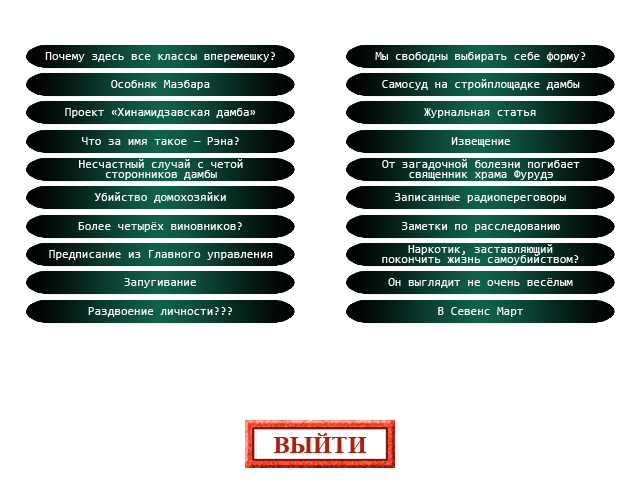 Почему здесь все классы вперемешку?
Особняк Маэбара
Проект «Хинамидзавская дамба»
Что за имя такое — Рэна?
Несчастный случай с четой
сторонников дамбы
Убийство домохозяйки
Более четырёх виновников?
Предписание из Главного управления
Запугивание
Раздвоение личности???
Мы свободны выбирать себе форму?
Самосуд на стройплощадке дамбы
Журнальная статья
Извещение
От загадочной болезни погибает
священник храма Фурудэ
Записанные радиопереговоры
Заметки по расследованию
Наркотик, заставляющий
покончить жизнь самоубийством?
Он выглядит не очень весёлым
В Севенс Март
ВЫЙТИ